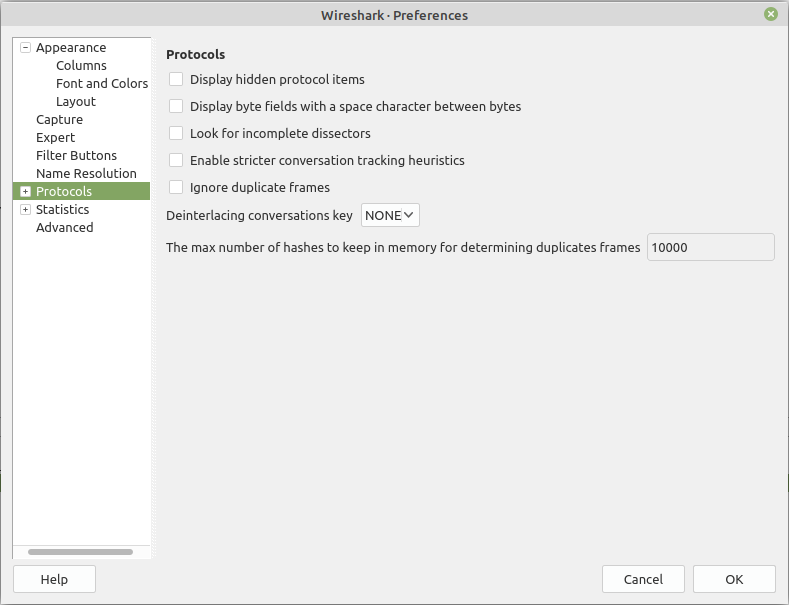 Wireshark · Preferences
Appearance
Columns
Font and Colors
Layout
Capture
Expert
Filter Buttons
Name Resolution
Protocols
Statistics
Advanced
Protocols
Display hidden protocol items
Display byte fields with a space character between bytes
Look for incomplete dissectors
Enable stricter conversation tracking heuristics
Ignore duplicate frames
Deinterlacing conversations key NONE
The max number of hashes to keep in memory for determining duplicates frames 10000
Help Cancel OK